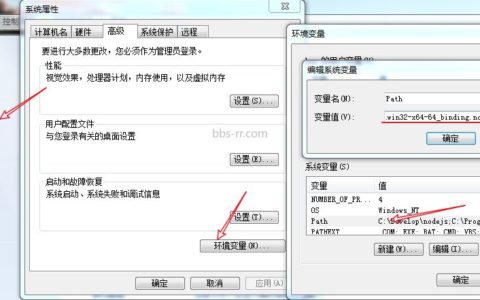 控制
系统属性
计算机名 硬件 高级 系统保护 远程
要进行大多数更改，您必须作为管理员登录。
性能
视觉效果，处理器计划，内存使用，以及虚拟内存
设置(S)...
用户配置文件
与您登录有关的桌面设置
bbs-rr.com
设置(E)...
启动和故障恢复
系统启动、系统失败和调试信息
设置(T)...
环境变量(N)...
确定 取消 应用(A)
环境变量
的用户变量(U)
编辑系统变量
变量名(N): Path
变量值(V): .win32-x64-64_binding.no
确定
系统变量(S)
变量 值
NUMBER_OF_PR... 4
OS Windows_NT
Path C:\Develop\nodejs;C:\Prog
PATHEXT .COM;.EXE;.BAT;.CMD;.VBS;
新建(W)... 编辑(I)...
确定